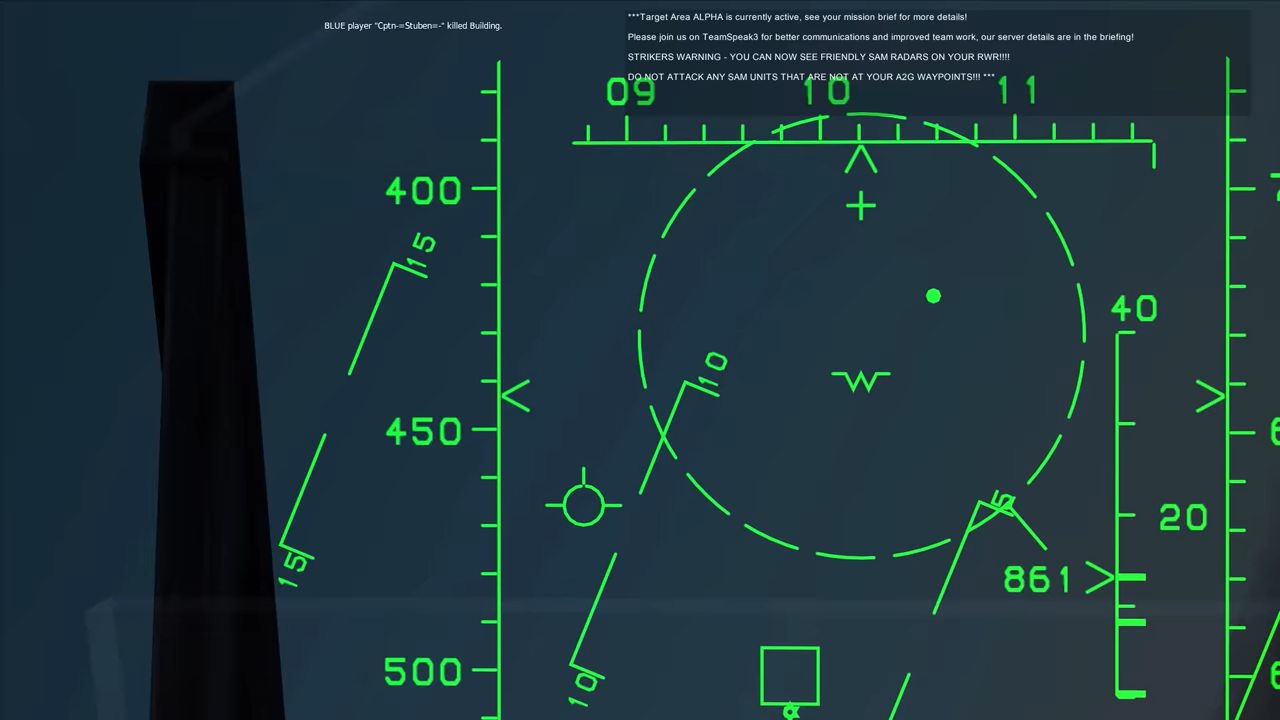 BLUE player "Cptn-=Stuben=-" killed Building.
***Target Area ALPHA is currently active, see your mission brief for more details!
Please join us on TeamSpeak3 for better communications and improved team work, our server details are in the briefing!
STRIKERS WARNING - YOU CAN NOW SEE FRIENDLY SAM RADARS ON YOUR RWR!!!!
DO NOT ATTACK ANY SAM UNITS THAT ARE NOT AT YOUR A2G WAYPOINTS!!! ***
09 10 11
400
15
40
10
450
5
20
15
861
500
10